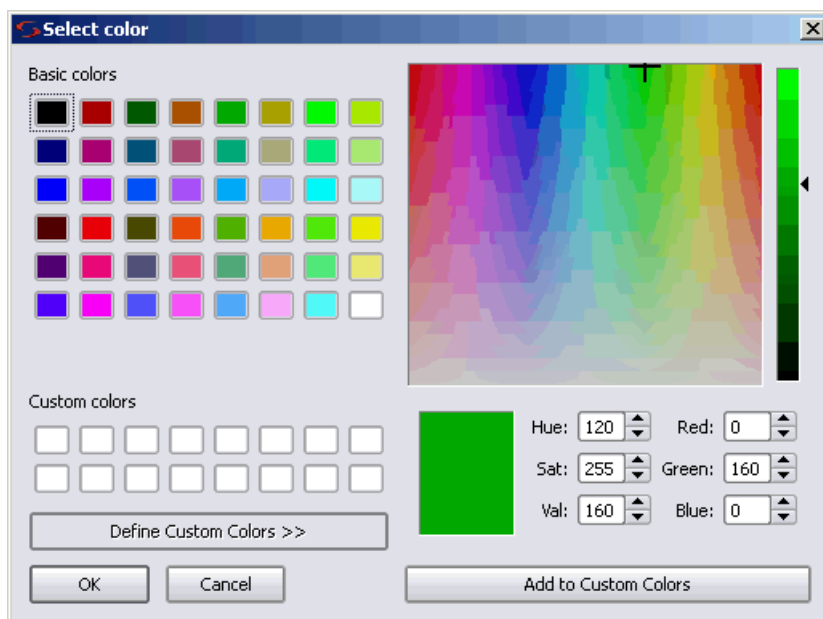 Select color
Basic colors
Custom colors
Define Custom Colors >>
OK
Cancel
Hue: 120 Red: 0
Sat: 255 Green: 160
Val: 160 Blue: 0
Add to Custom Colors